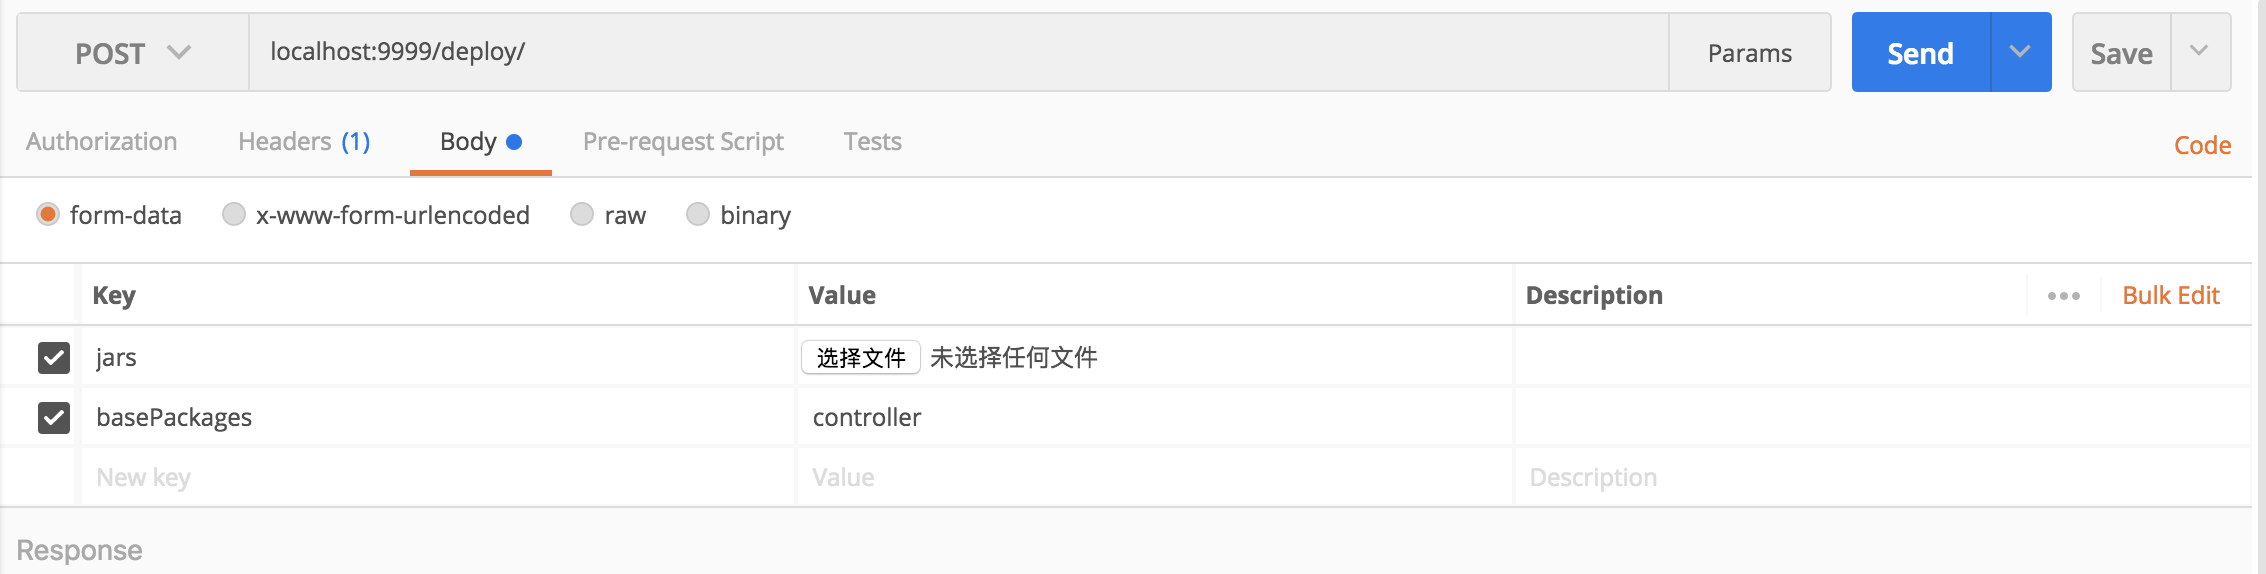 POST localhost:9999/deploy/ Params Send Save
Authorization Headers (1) Body Pre-request Script Tests Code
form-data x-www-form-urlencoded raw binary
Key Value Description ••• Bulk Edit
jars 选择文件 未选择任何文件
basePackages controller
New key Value Description
Response